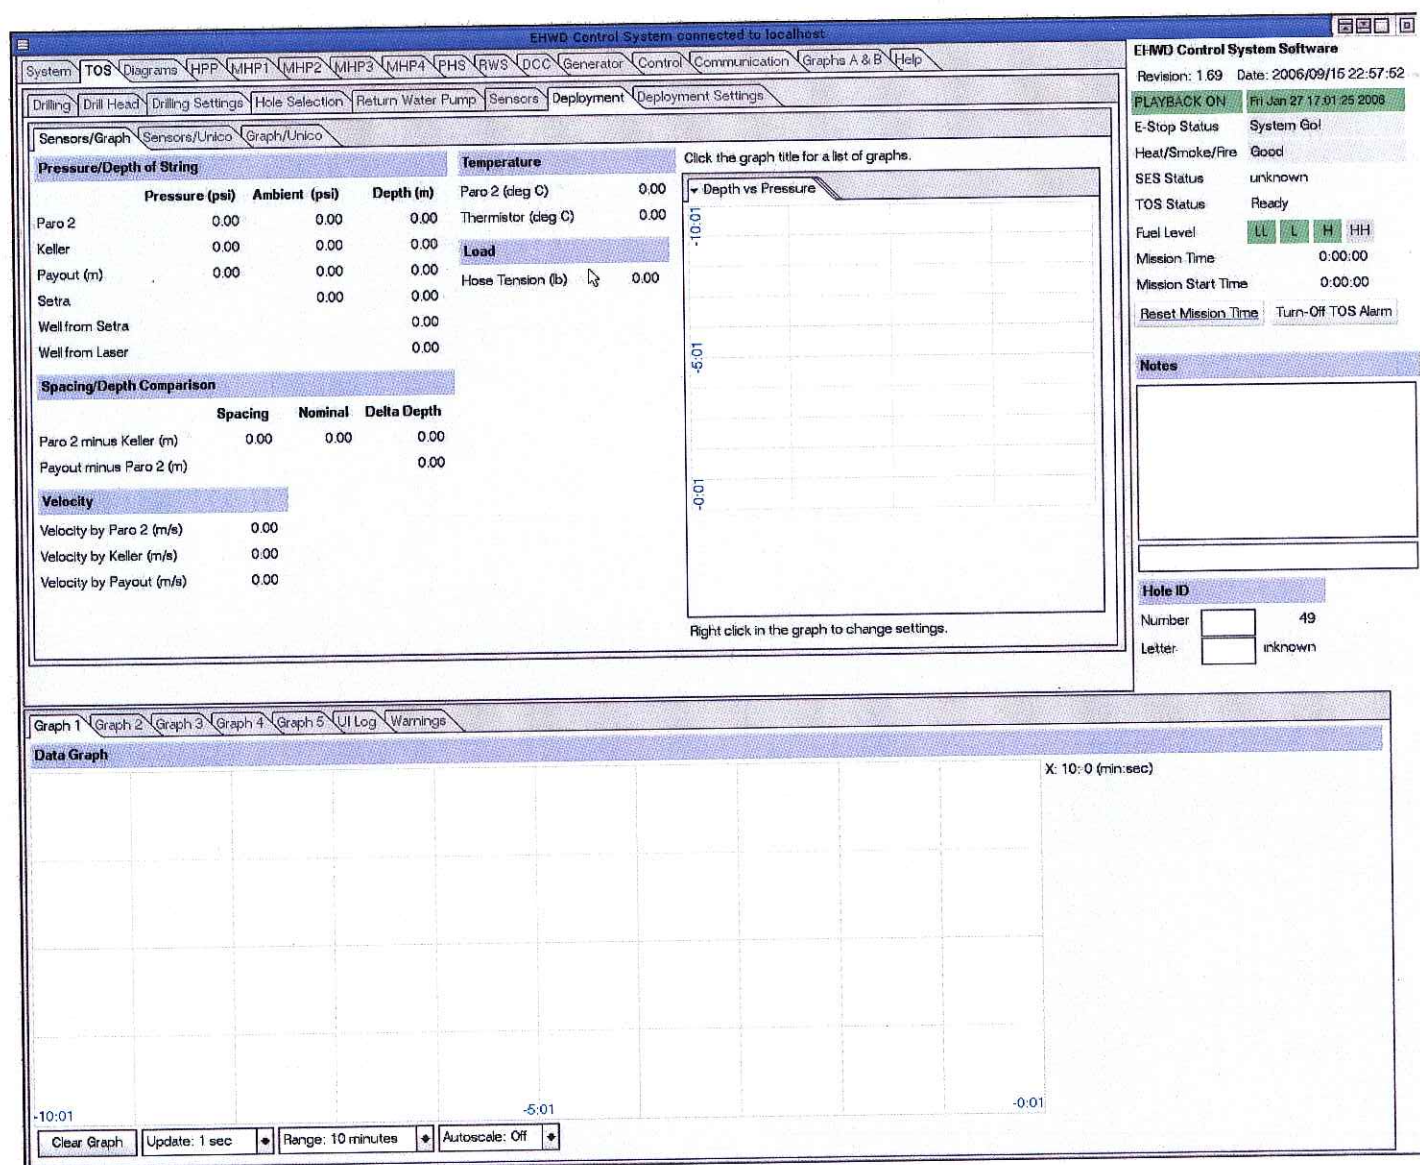 EHWD Control System connected to localhost
System TOS Diagrams HPP MHP1 MHP2 MHP3 MHP4 PHS RWS DCC Generator Control Communication Graphs A & B Help
Drilling Drill Head Drilling Settings Hole Selection Return Water Pump Sensors Deployment Deployment Settings
Sensors/Graph Sensors/Unico Graph/Unico
Pressure/Depth of String
Pressure (psi) Ambient (psi) Depth (m)
Paro 2 0.00 0.00 0.00
Keller 0.00 0.00 0.00
Payout (m) 0.00 0.00 0.00
Setra 0.00 0.00
Well from Setra 0.00
Well from Laser 0.00
Spacing/Depth Comparison
Spacing Nominal Delta Depth
Paro 2 minus Keller (m) 0.00 0.00 0.00
Payout minus Paro 2 (m) 0.00
Velocity
Velocity by Paro 2 (m/s) 0.00
Velocity by Keller (m/s) 0.00
Velocity by Payout (m/s) 0.00
Temperature
Paro 2 (deg C) 0.00
Thermistor (deg C) 0.00
Load
Hose Tension (lb) 0.00
Click the graph title for a list of graphs.
Depth vs Pressure
-10:01
-5:01
-0:01
Right click in the graph to change settings.
EHWD Control System Software
Revision: 1.69 Date: 2006/09/15 22:57:52
PLAYBACK ON Fri Jan 27 17:01:25 2006
E-Stop Status System Go!
Heat/Smoke/Fire Good
SES Status unknown
TOS Status Ready
Fuel Level LL L H HH
Mission Time 0:00:00
Mission Start Time 0:00:00
Reset Mission Time Turn-Off TOS Alarm
Notes
Hole ID
Number 49
Letter inknown
Graph 1 Graph 2 Graph 3 Graph 4 Graph 5 UI Log Warnings
Data Graph
X: 10:-0 (min:sec)
-10:01 -5:01 -0:01
Clear Graph Update: 1 sec Range: 10 minutes Autoscale: Off